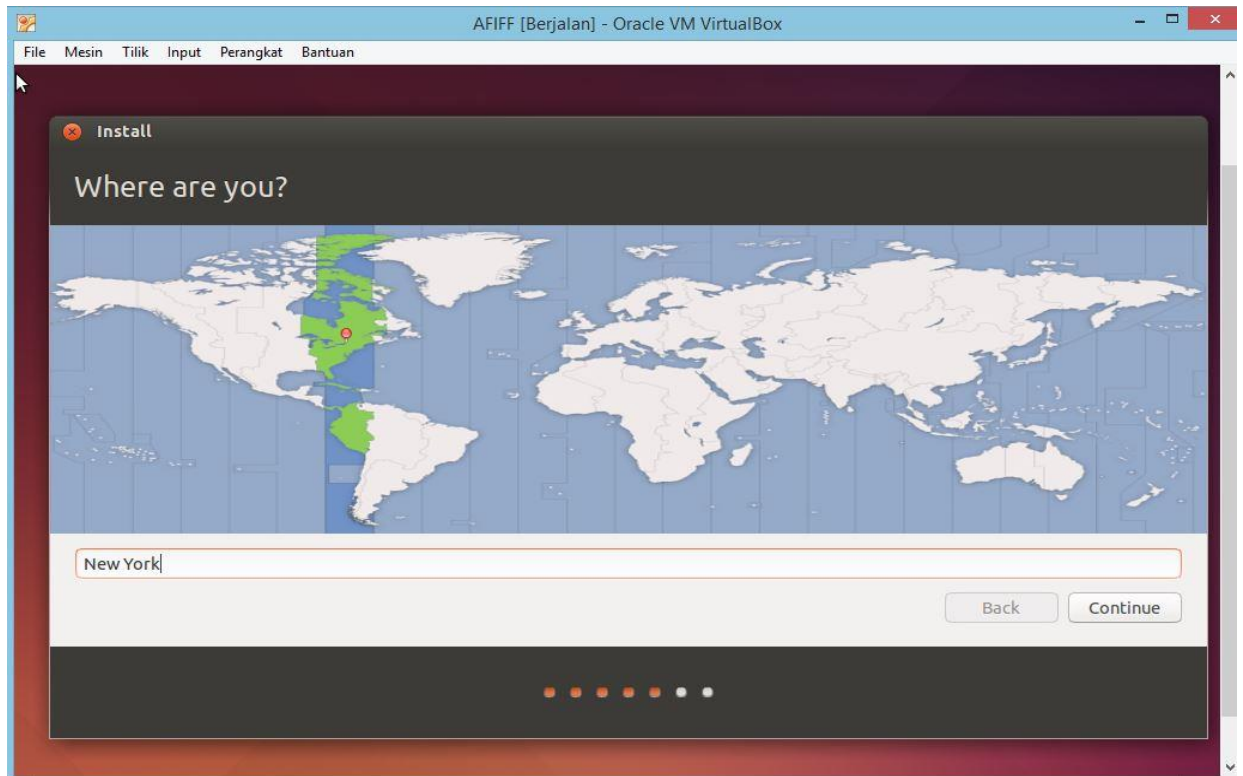 AFIFF [Berjalan] - Oracle VM VirtualBox
File Mesin Tilik Input Perangkat Bantuan
Install
Where are you?
New York
Back Continue